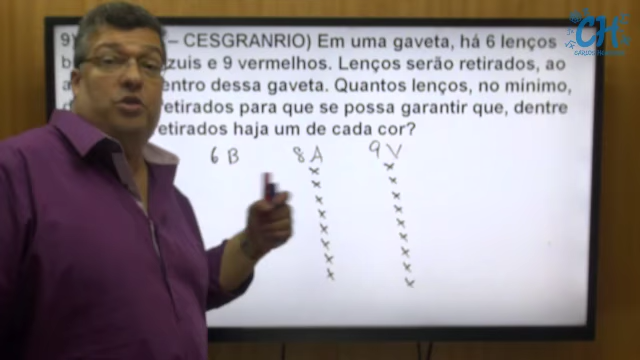 9) – CESGRANRIO) Em uma gaveta, há 6 lenços
zuis e 9 vermelhos. Lenços serão retirados, ao
entro dessa gaveta. Quantos lenços, no mínimo,
retirados para que se possa garantir que, dentre
etirados haja um de cada cor?
6 B 8 A 9 V
CH